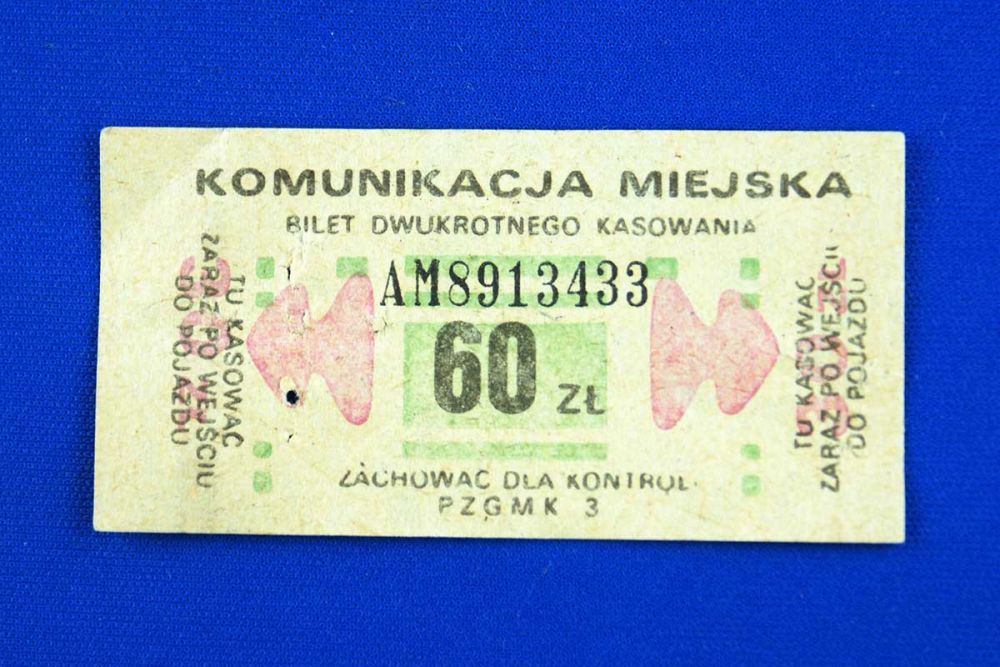 KOMUNIKACJA MIEJSKA
BILET DWUKROTNEGO KASOWANIA
AM8913433
60 ZŁ
ZACHOWAĆ DLA KONTROL
PZGMK 3
TU KASOWAĆ
ZARAZ PO WEJŚCIU
DO POJAZDU
TU KASOWAĆ
ZARAZ PO WEJŚCIU
DO POJAZDU